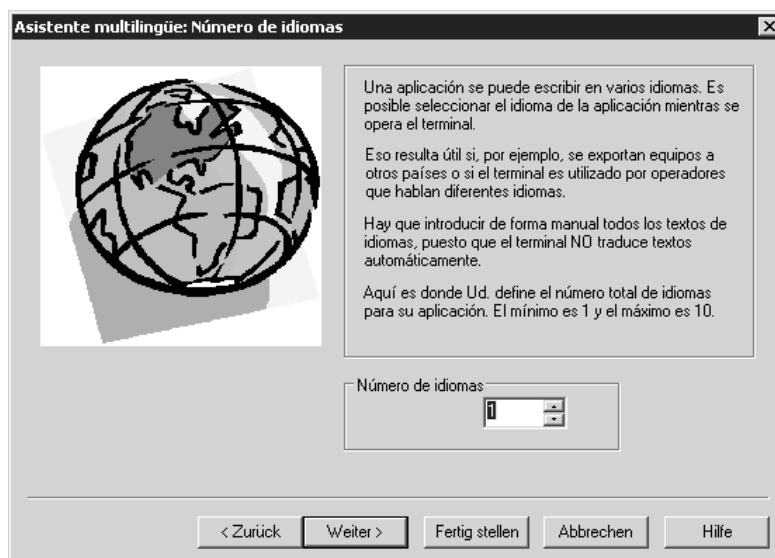 Asistente multilingüe: Número de idiomas
Una aplicación se puede escribir en varios idiomas. Es
posible seleccionar el idioma de la aplicación mientras se
opera el terminal.
Eso resulta útil si, por ejemplo, se exportan equipos a
otros países o si el terminal es utilizado por operadores
que hablan diferentes idiomas.
Hay que introducir de forma manual todos los textos de
idiomas, puesto que el terminal NO traduce textos
automáticamente.
Aquí es donde Ud. define el número total de idiomas
para su aplicación. El mínimo es 1 y el máximo es 10.
Número de idiomas
1
< Zurück Weiter > Fertig stellen Abbrechen Hilfe